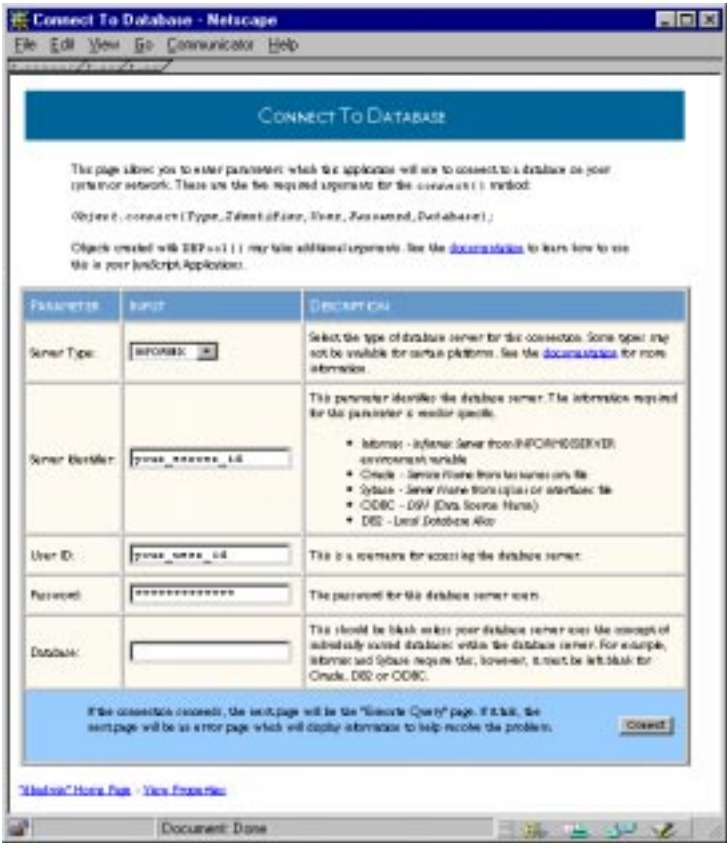 Connect To Database - Netscape
File Edit View Go Communicator Help
CONNECT TO DATABASE
This page allows you to enter parameters which this application will use to connect to a database on your
system or network. These are the five required arguments for the connect() method:
Object.connect(Type,Identifier,User,Password,Database);
Objects created with DbPool() may take additional arguments. See the documentation to learn how to use
this in your JavaScript Applications.
PARAMETER INPUT DESCRIPTION
Server Type: INFORMIX
Select the type of database server for this connection. Some types may
not be available for certain platforms. See the documentation for more
information.
Server Identifier: your_server_id
This parameter identifies the database server. The information required
for this parameter is vendor specific.
• Informix - Informix Server from INFORMIXSERVER
environment variable
• Oracle - Service Name from tnsnames.ora file
• Sybase - Server Name from sql.ini or interfaces file
• ODBC - DSN (Data Source Name)
• DB2 - Local Database Alias
User ID: your_user_id
This is a username for accessing the database server.
Password: *************
The password for this database server users.
Database:
This should be blank unless your database server uses the concept of
individually named databases within the database server. For example,
Informix and Sybase require this, however, it must be left blank for
Oracle, DB2 or ODBC.
If the connection succeeds, the next page will be the "Execute Query" page. If it fails, the
next page will be an error page which will display information to help resolve the problem.
Connect
"dbadmin" Home Page - View Properties
Document: Done